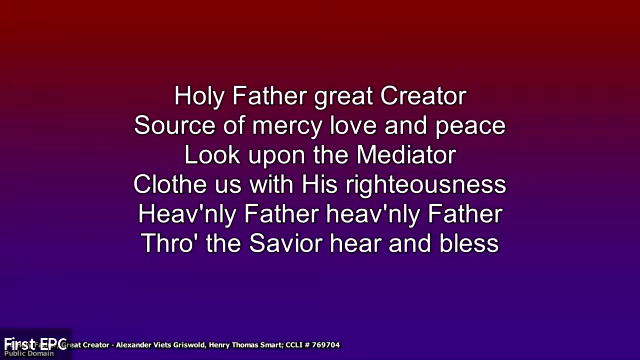 Holy Father great Creator
Source of mercy love and peace
Look upon the Mediator
Clothe us with His righteousness
Heav'nly Father heav'nly Father
Thro' the Savior hear and bless
First EPC
Great Creator - Alexander Viets Griswold, Henry Thomas Smart; CCLI # 769704
Public Domain